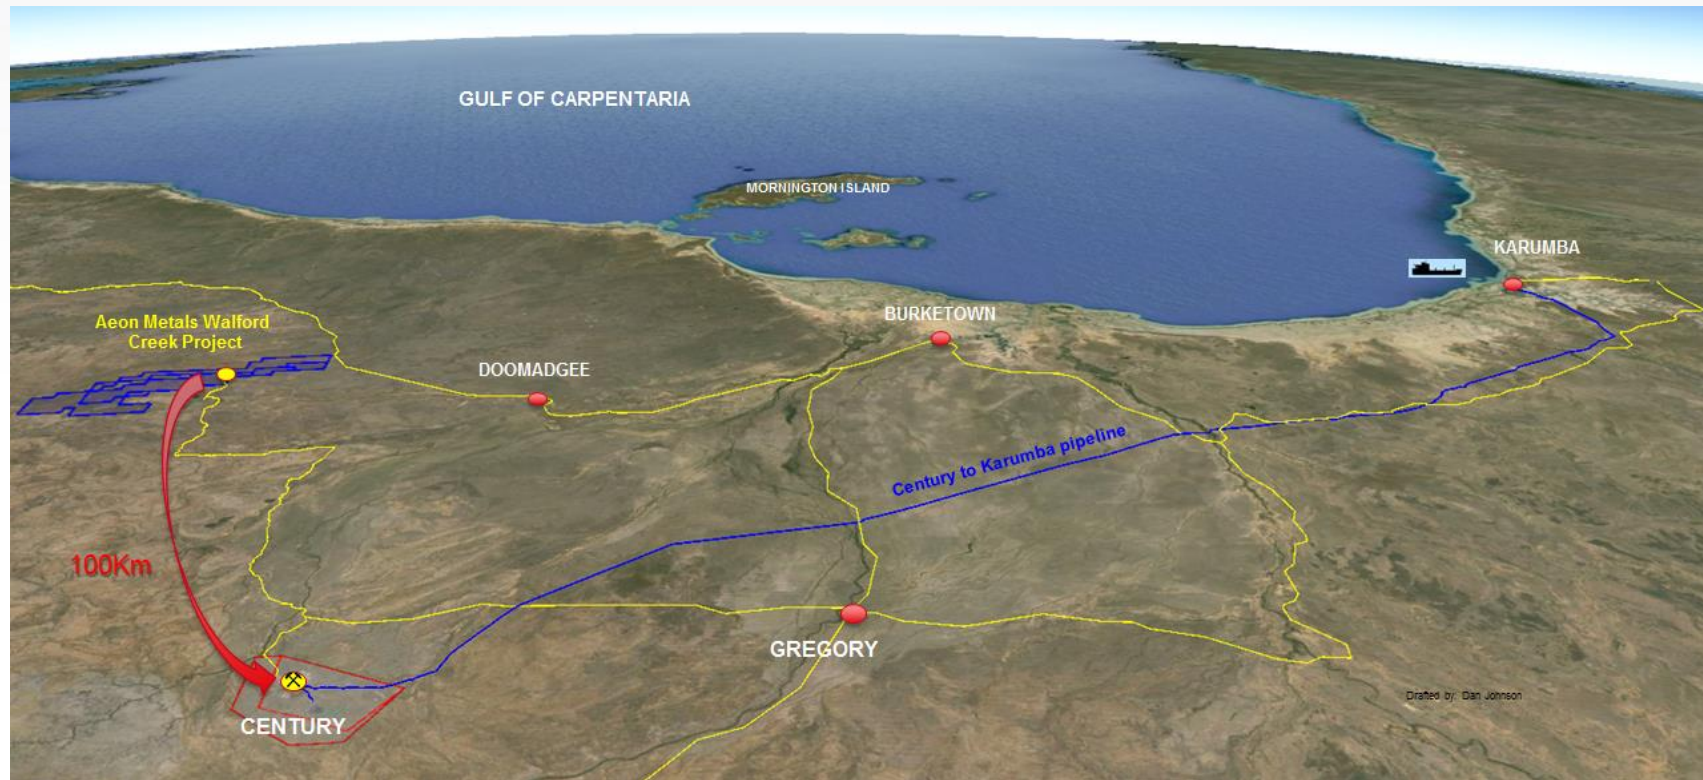 GULF OF CARPENTARIA
MORNINGTON ISLAND
KARUMBA
BURKETOWN
Aeon Metals Walford
Creek Project
DOOMADGEE
Century to Karumba pipeline
100Km
GREGORY
Drafted by: Dan Johnson
CENTURY